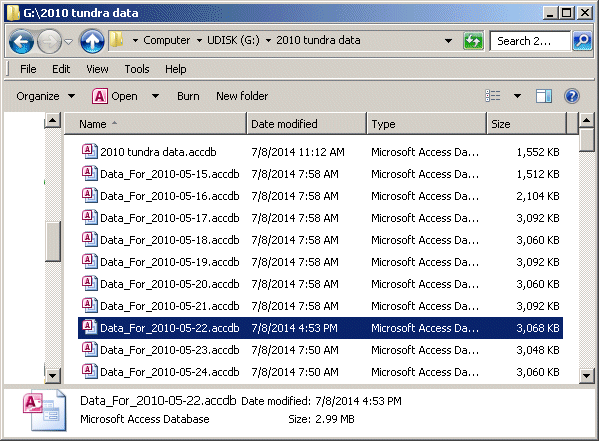 G:\2010 tundra data
Computer UDISK (G:) 2010 tundra data Search 2...
File Edit View Tools Help
Organize Open Burn New folder
Name Date modified Type Size
2010 tundra data.accdb 7/8/2014 11:12 AM Microsoft Access Da... 1,552 KB
Data_For_2010-05-15.accdb 7/8/2014 7:58 AM Microsoft Access Da... 1,512 KB
Data_For_2010-05-16.accdb 7/8/2014 7:58 AM Microsoft Access Da... 2,104 KB
Data_For_2010-05-17.accdb 7/8/2014 7:58 AM Microsoft Access Da... 3,092 KB
Data_For_2010-05-18.accdb 7/8/2014 7:58 AM Microsoft Access Da... 3,060 KB
Data_For_2010-05-19.accdb 7/8/2014 7:58 AM Microsoft Access Da... 3,092 KB
Data_For_2010-05-20.accdb 7/8/2014 7:58 AM Microsoft Access Da... 3,060 KB
Data_For_2010-05-21.accdb 7/8/2014 7:58 AM Microsoft Access Da... 3,092 KB
Data_For_2010-05-22.accdb 7/8/2014 4:53 PM Microsoft Access Da... 3,068 KB
Data_For_2010-05-23.accdb 7/8/2014 7:50 AM Microsoft Access Da... 3,048 KB
Data_For_2010-05-24.accdb 7/8/2014 7:50 AM Microsoft Access Da... 3,060 KB
Data_For_2010-05-22.accdb Date modified: 7/8/2014 4:53 PM
Microsoft Access Database Size: 2.99 MB